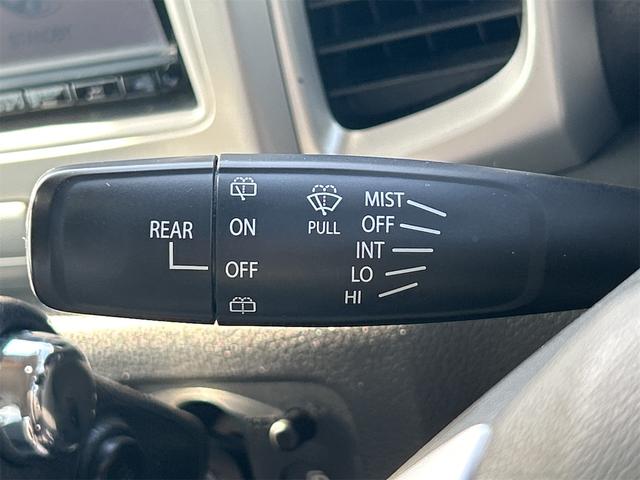 REAR
ON
OFF
PULL
MIST
OFF
INT
LO
HI